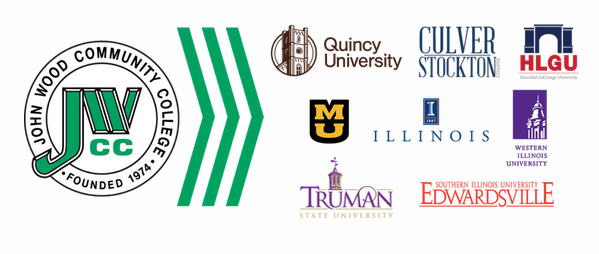 JOHN WOOD COMMUNITY COLLEGE
JW
CC
• FOUNDED 1974 •
Quincy
University
CULVER
STOCKTON
COLLEGE
HLGU
Hannibal-LaGrange University
MU
I
1867
ILLINOIS
WESTERN
ILLINOIS
UNIVERSITY
TRUMAN
STATE UNIVERSITY
SOUTHERN ILLINOIS UNIVERSITY
EDWARDSVILLE